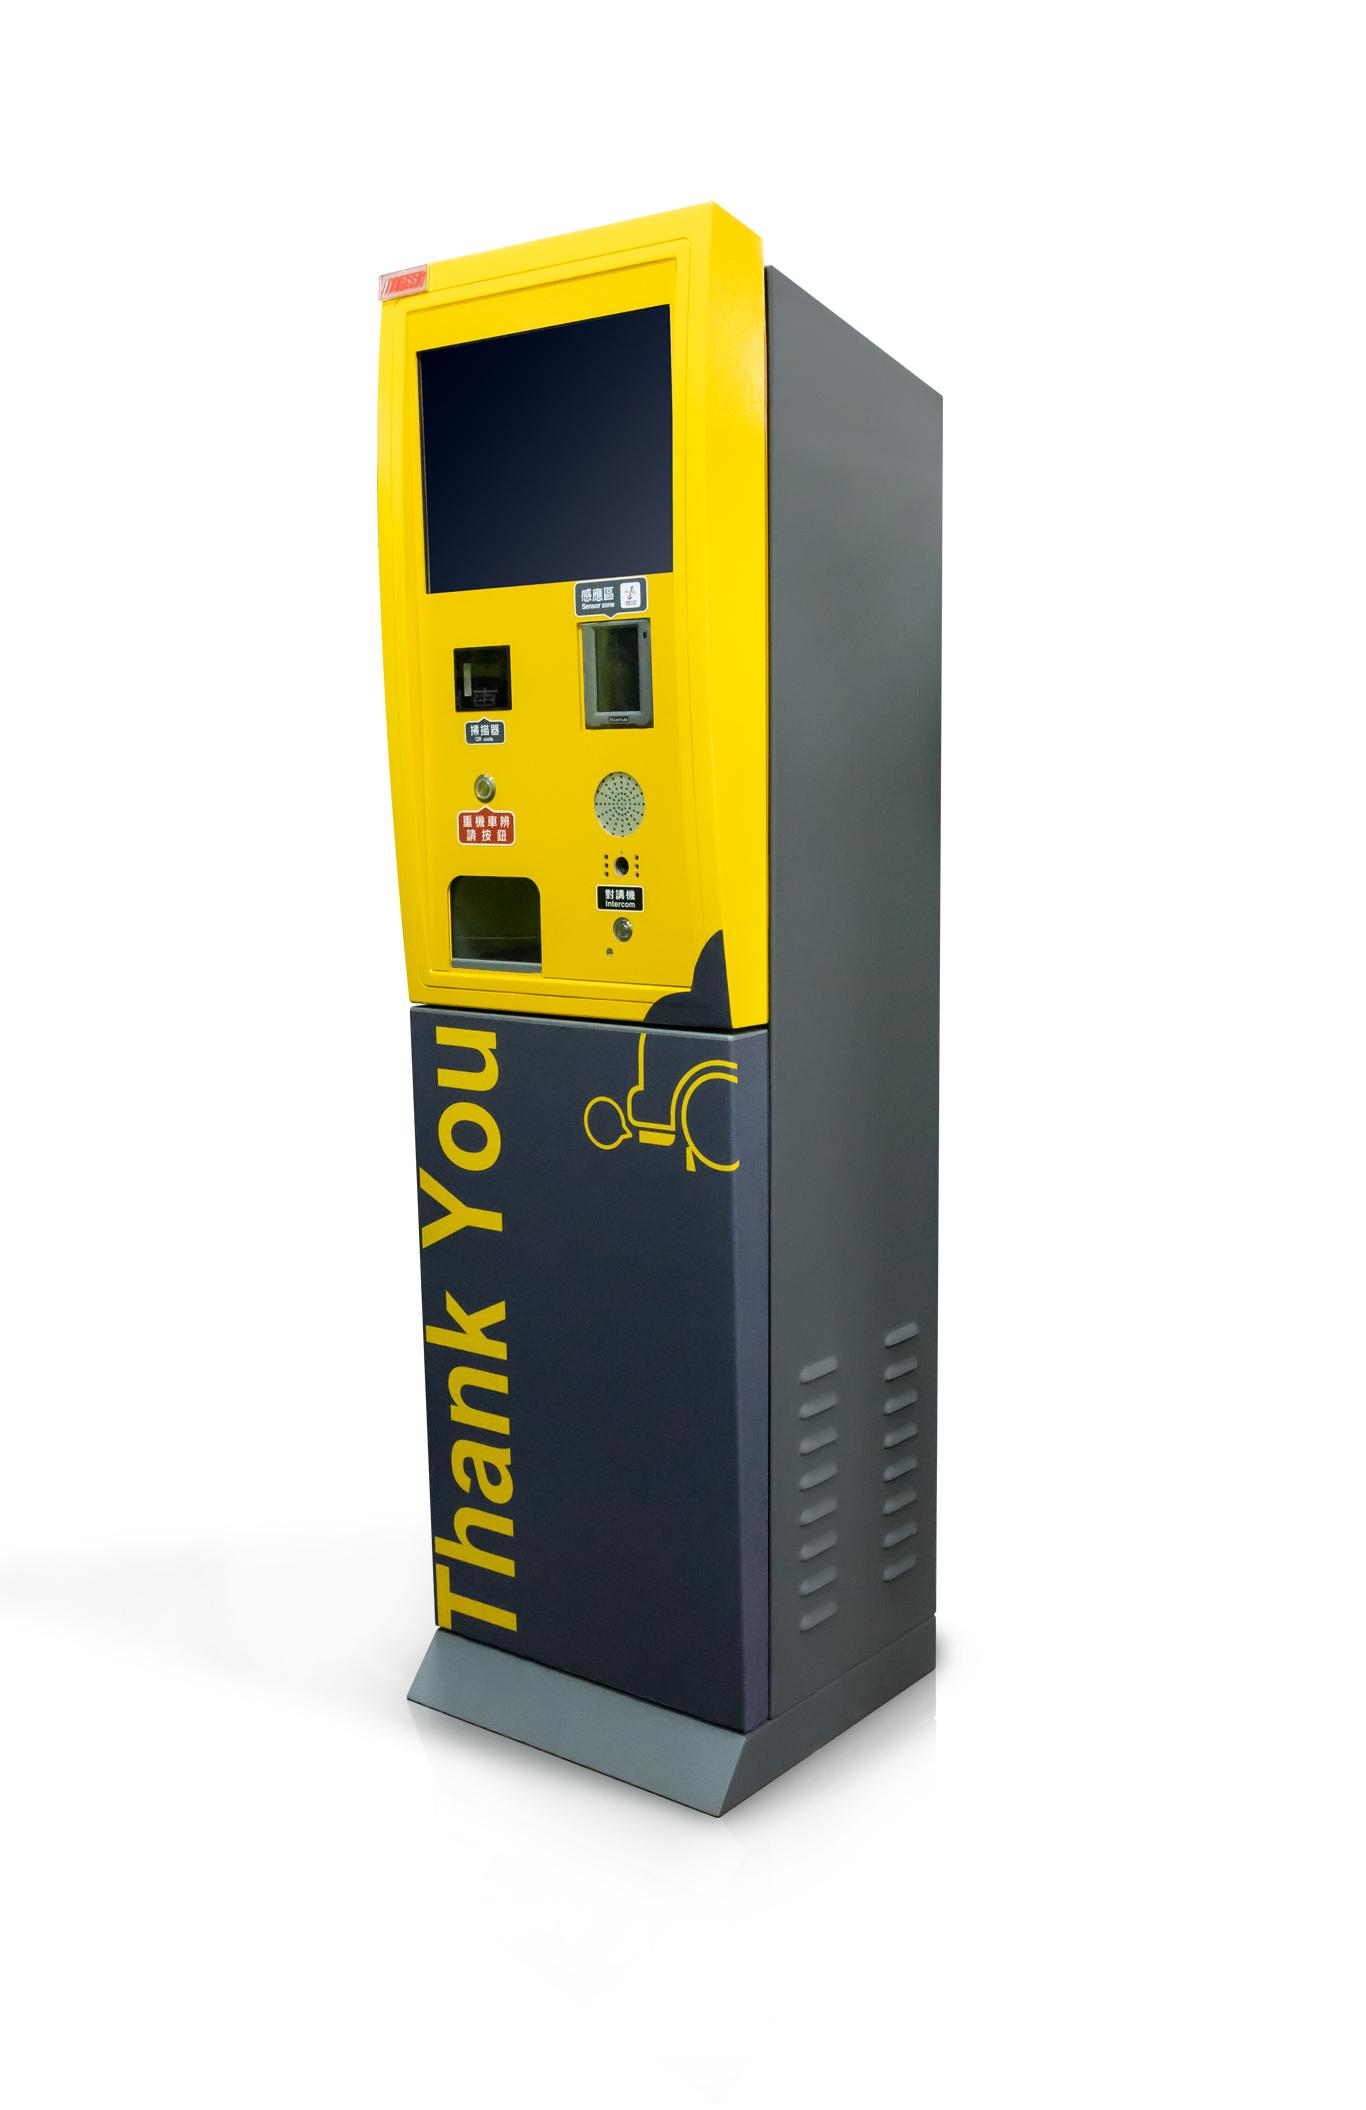 感應區
Sensor zone
掃描器
QR code
重機車辨
請按鈕
對講機
Intercom
Thank You